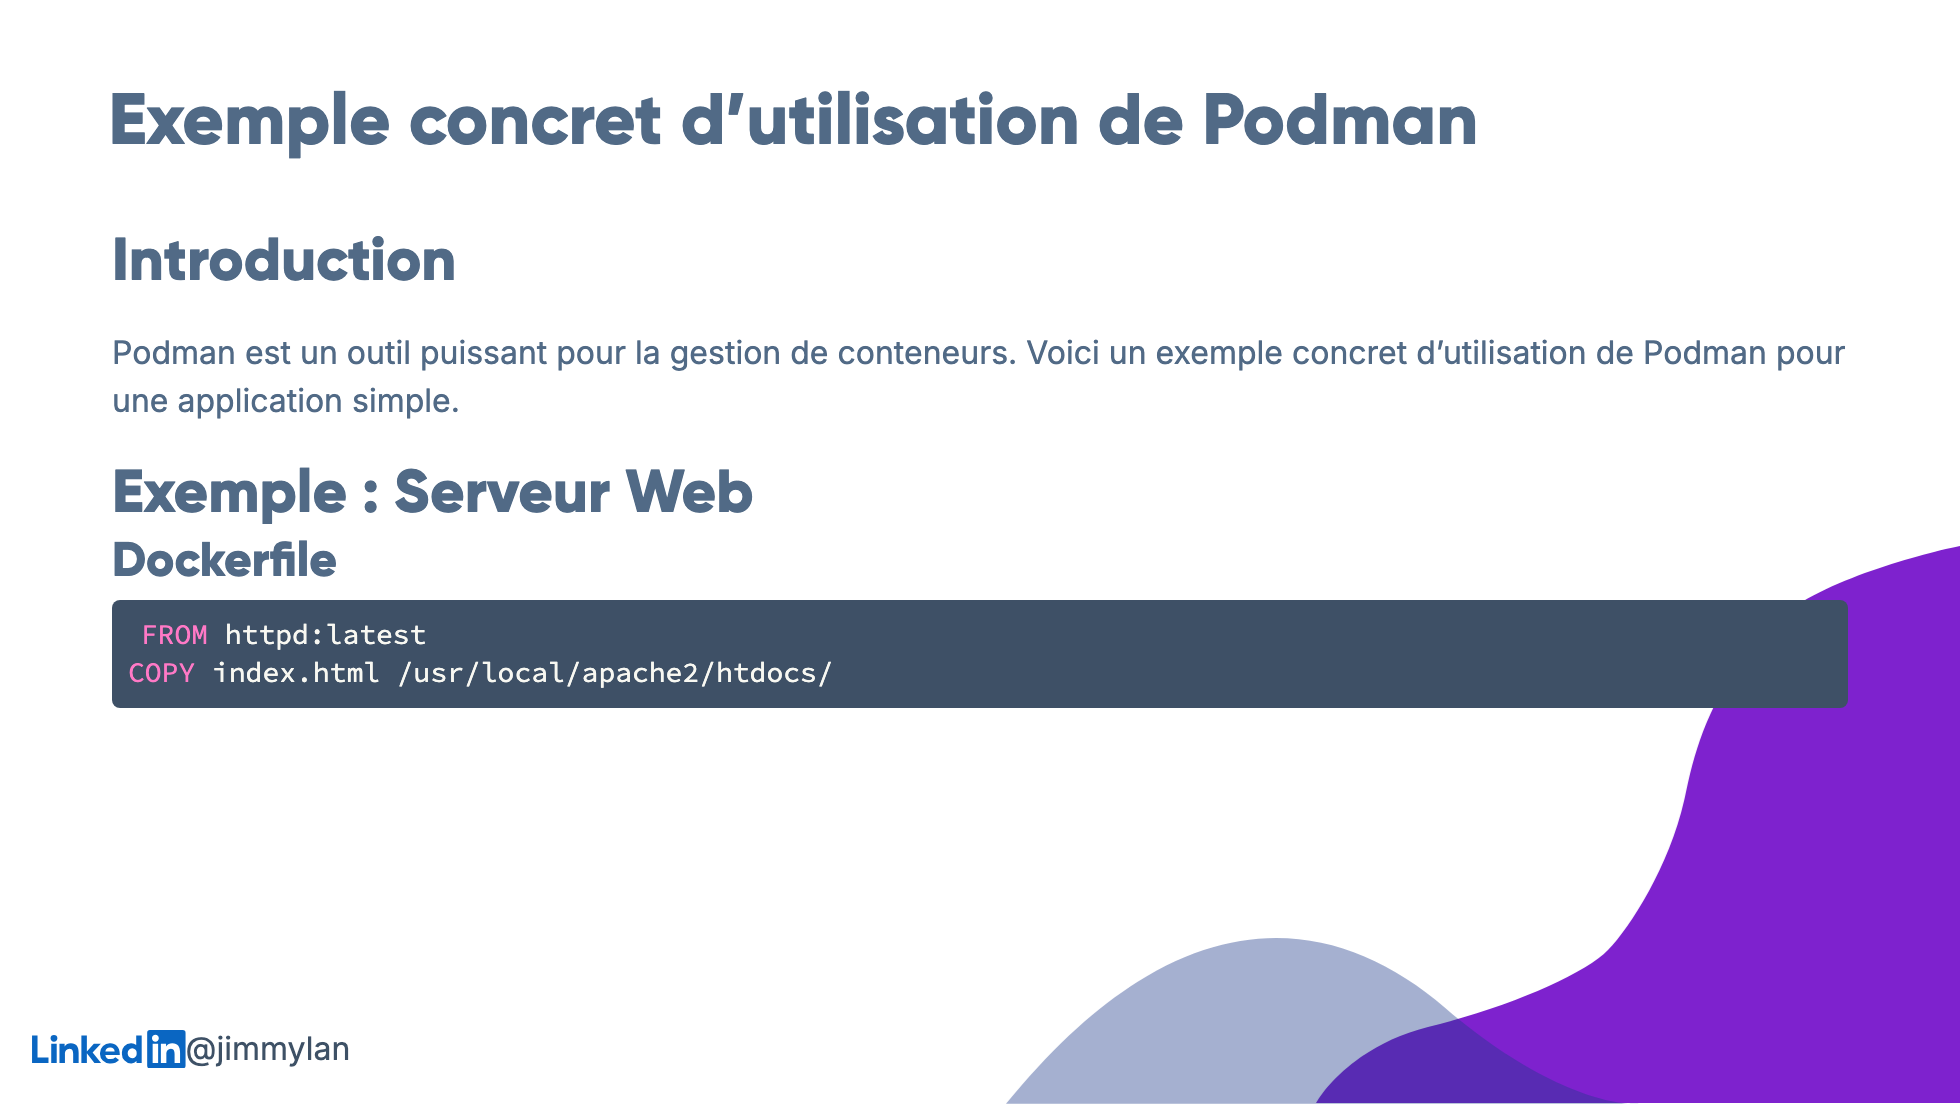 Exemple concret d’utilisation de Podman
Introduction
Podman est un outil puissant pour la gestion de conteneurs. Voici un exemple concret d’utilisation de Podman pour
une application simple.
Exemple : Serveur Web
Dockerfile
FROM httpd:latest
COPY index.html /usr/local/apache2/htdocs/
Linkedin@jimmylan